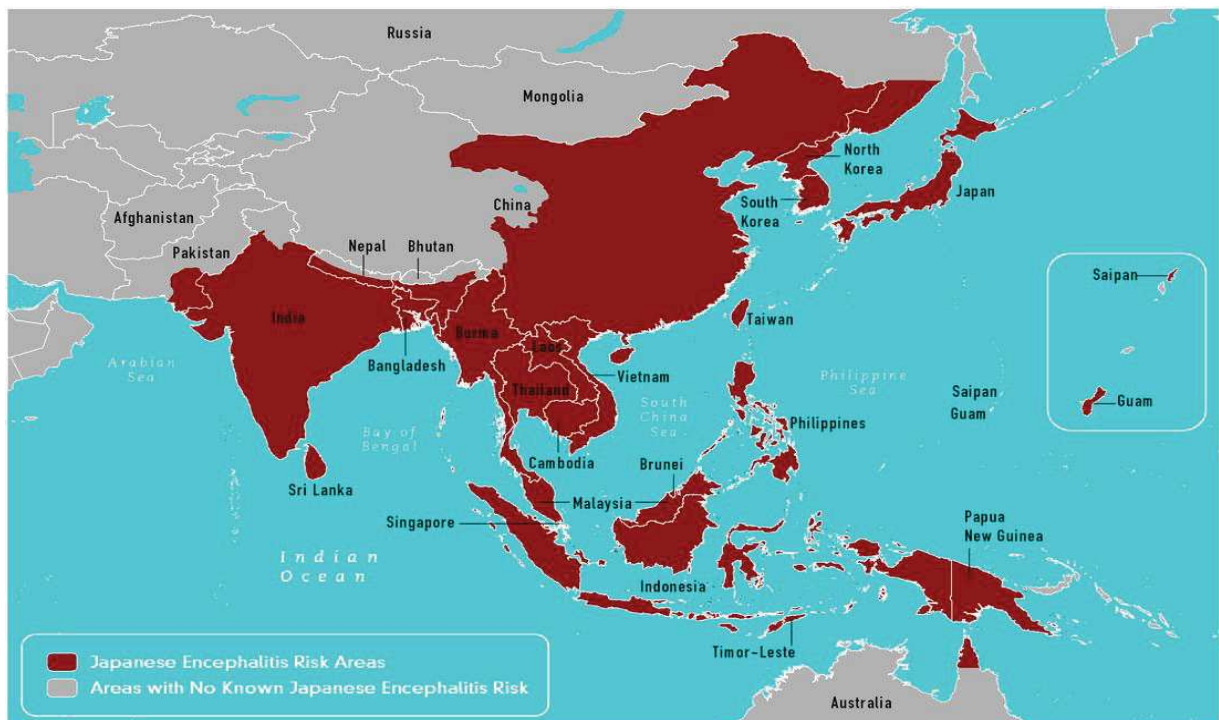 Russia
Mongolia
North
Korea
Japan
South
Korea
China
Afghanistan
Pakistan
Nepal
Bhutan
India
Burma
Bangladesh
Laos
Thailand
Vietnam
Taiwan
Saipan
Guam
Saipan
Guam
Arabian
Sea
Bay of
Bengal
South
China
Sea
Philippine
Sea
Philippines
Cambodia
Brunei
Sri Lanka
Malaysia
Singapore
Indian
Ocean
Indonesia
Papua
New Guinea
Timor-Leste
Australia
Japanese Encephalitis Risk Areas
Areas with No Known Japanese Encephalitis Risk